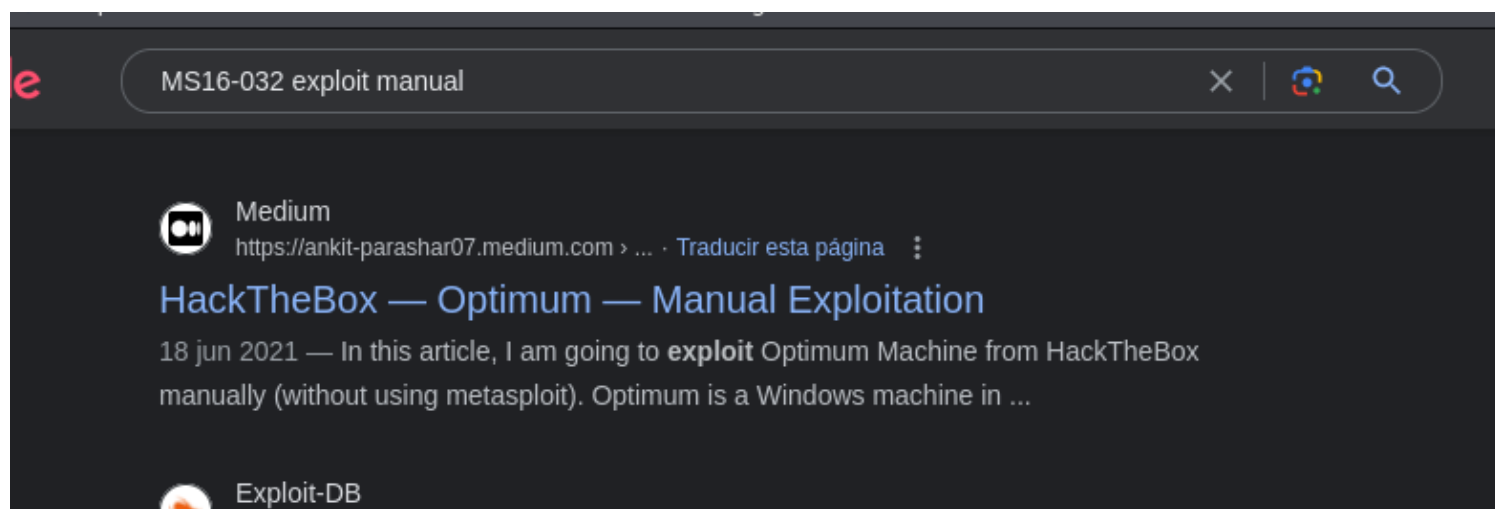 MS16-032 exploit manual
Medium
https://ankit-parashar07.medium.com › ... · Traducir esta página
HackTheBox — Optimum — Manual Exploitation
18 jun 2021 — In this article, I am going to exploit Optimum Machine from HackTheBox
manually (without using metasploit). Optimum is a Windows machine in ...
Exploit-DB